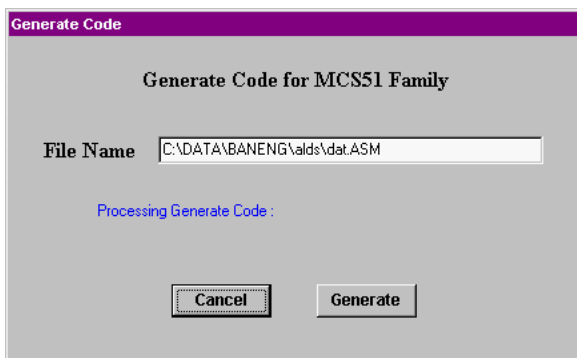 Generate Code
Generate Code for MCS51 Family
File Name C:\DATA\BANENG\alds\dat.ASM
Processing Generate Code :
Cancel Generate